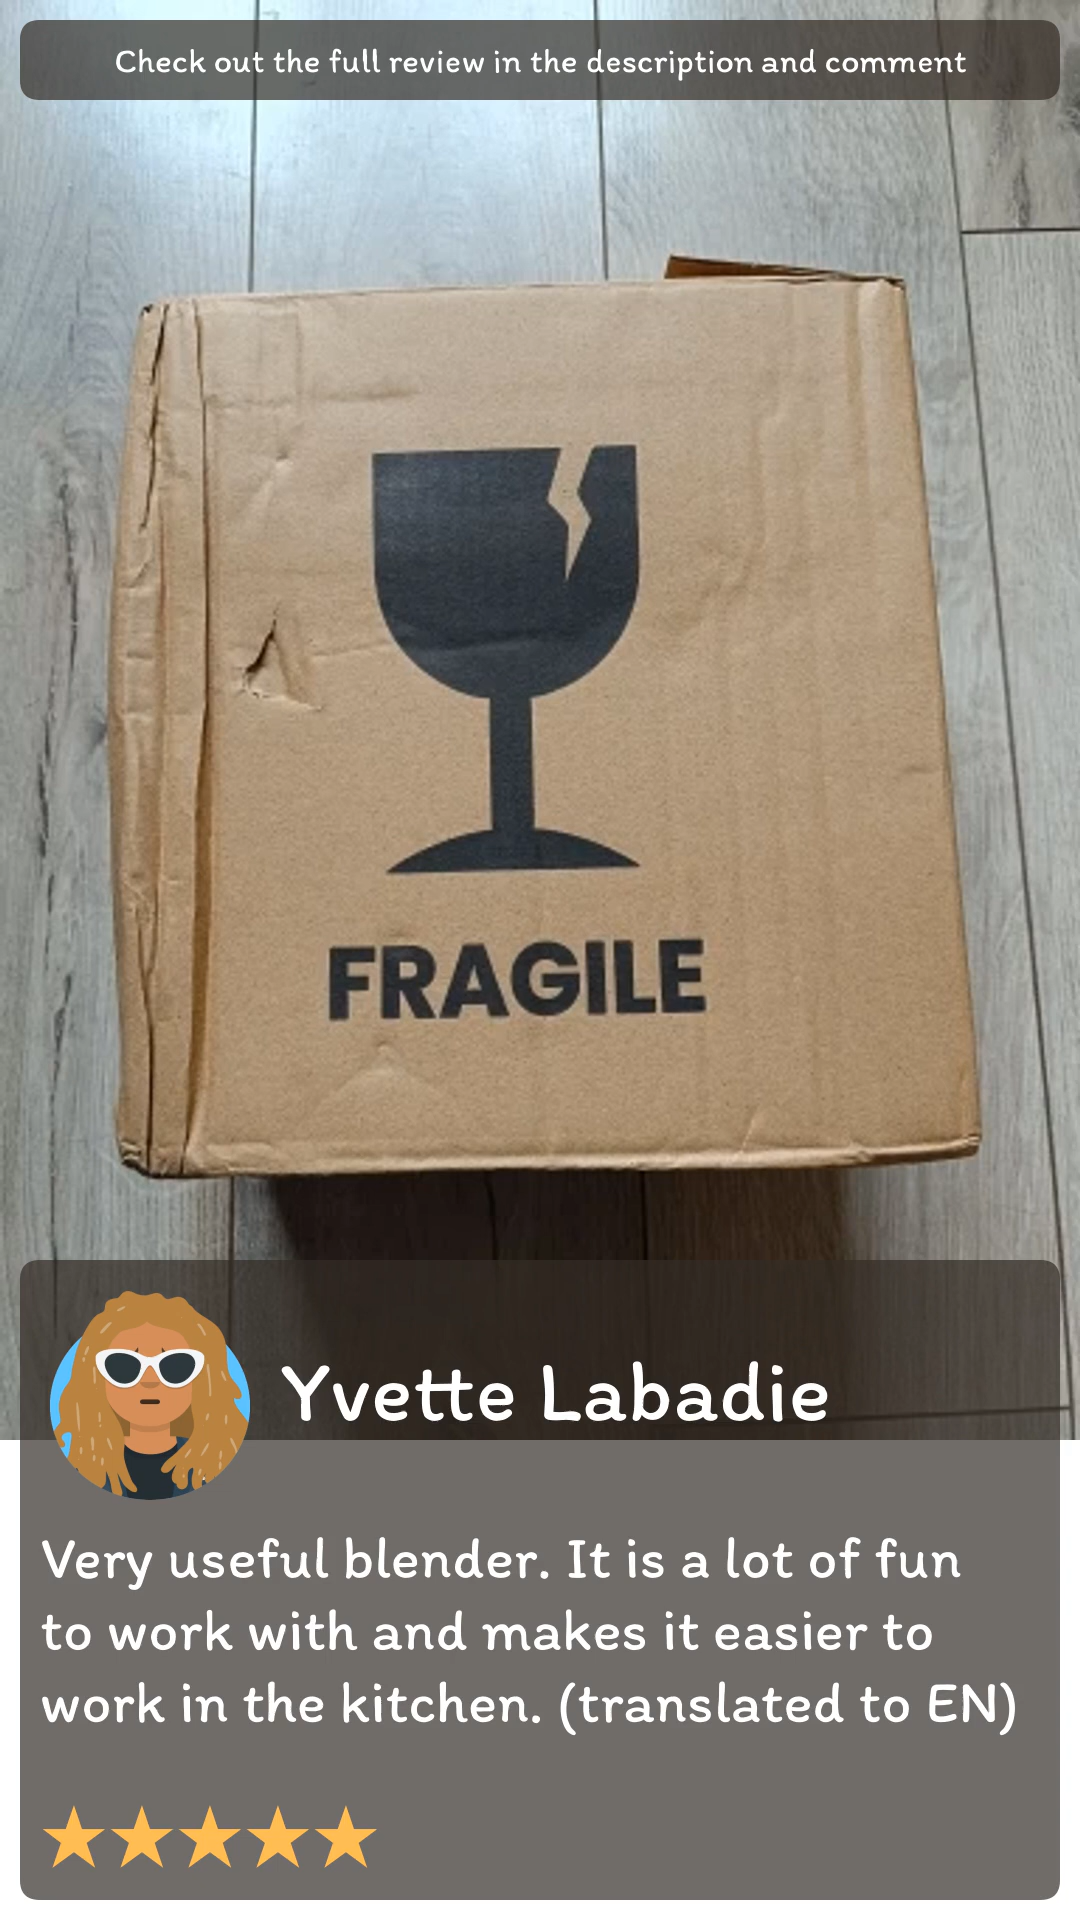 Check out the full review in the description and comment
FRAGILE
Yvette Labadie
Very useful blender. It is a lot of fun
to work with and makes it easier to
work in the kitchen. (translated to EN)